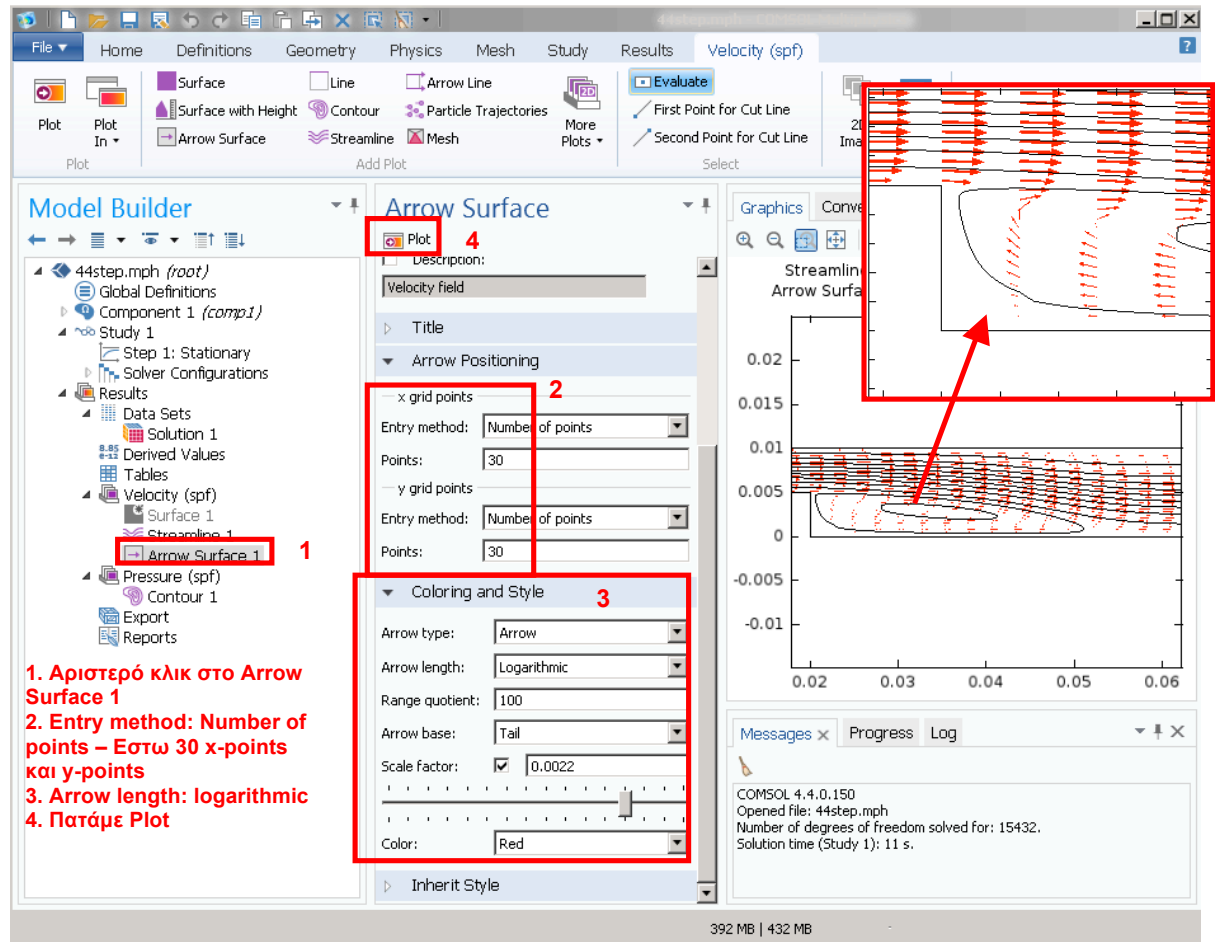 44step.mph - COMSOL Multiphysics
File Home Definitions Geometry Physics Mesh Study Results Velocity (spf) ?
Plot
Plot In
Plot
Surface Line Arrow Line
Surface with Height Contour Particle Trajectories
Arrow Surface Streamline Mesh
More Plots
Add Plot
Evaluate
First Point for Cut Line
Second Point for Cut Line
Select
2D
Ima
Model Builder
44step.mph (root)
Global Definitions
Component 1 (comp1)
Study 1
Step 1: Stationary
Solver Configurations
Results
Data Sets
Solution 1
8.85
e-12 Derived Values
Tables
Velocity (spf)
Surface 1
Streamline 1
Arrow Surface 1
1
Pressure (spf)
Contour 1
Export
Reports
1. Αριστερό κλικ στο Arrow
Surface 1
2. Entry method: Number of
points – Εστω 30 x-points
και y-points
3. Arrow length: logarithmic
4. Πατάμε Plot
Arrow Surface
Plot
4
Description:
Velocity field
Title
Arrow Positioning
2
x grid points
Entry method: Number of points
Points: 30
y grid points
Entry method: Number of points
Points: 30
Coloring and Style
3
Arrow type: Arrow
Arrow length: Logarithmic
Range quotient: 100
Arrow base: Tail
Scale factor: 0.0022
Color: Red
Inherit Style
Graphics Conve
Streamlin
Arrow Surfa
0.02
0.015
0.01
0.005
0
-0.005
-0.01
0.02 0.03 0.04 0.05 0.06
Messages Progress Log
COMSOL 4.4.0.150
Opened file: 44step.mph
Number of degrees of freedom solved for: 15432.
Solution time (Study 1): 11 s.
392 MB | 432 MB